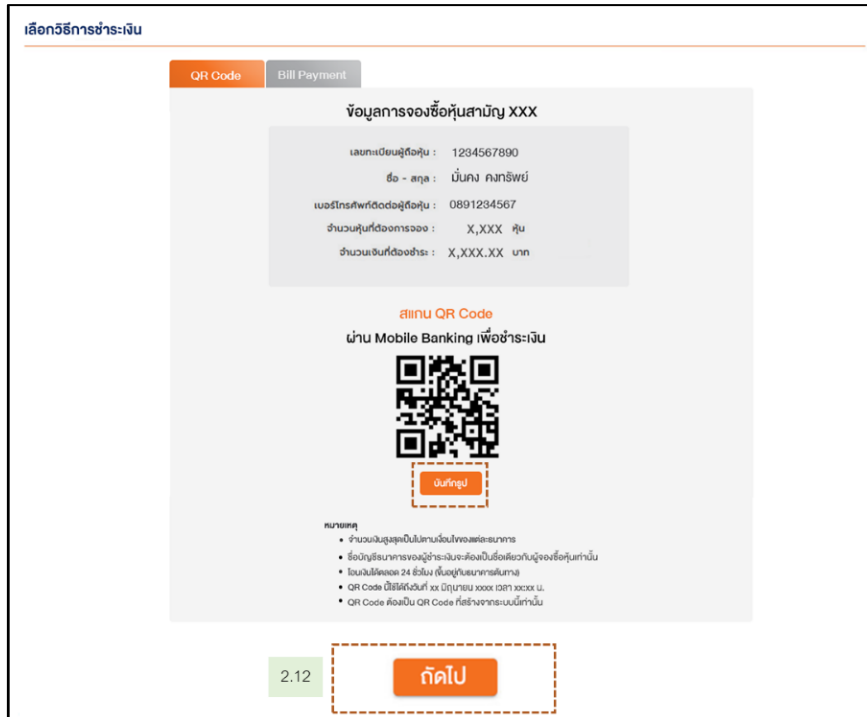 เลือกวิธีการชำระเงิน
QR Code Bill Payment
ข้อมูลการจองซื้อหุ้นสามัญ XXX
เลขทะเบียนผู้ถือหุ้น : 1234567890
ชื่อ - สกุล : มั่นคง คงทรัพย์
เบอร์โทรศัพท์ติดต่อผู้ถือหุ้น : 0891234567
จำนวนหุ้นที่ต้องการจอง : X,XXX หุ้น
จำนวนเงินที่ต้องชำระ : X,XXX.XX บาท
สแกน QR Code
ผ่าน Mobile Banking เพื่อชำระเงิน
บันทึกรูป
หมายเหตุ
• จำนวนเงินสูงสุดเป็นไปตามเงื่อนไขของแต่ละธนาคาร
• ชื่อบัญชีธนาคารของผู้ชำระเงินจะต้องเป็นชื่อเดียวกับผู้จองซื้อหุ้นเท่านั้น
• โอนเงินได้ตลอด 24 ชั่วโมง (ขึ้นอยู่กับธนาคารต้นทาง)
• QR Code นี้ใช้ได้ถึงวันที่ xx มิถุนายน xxxx เวลา xx:xx น.
• QR Code ต้องเป็น QR Code ที่สร้างจากระบบนี้เท่านั้น
2.12 ถัดไป